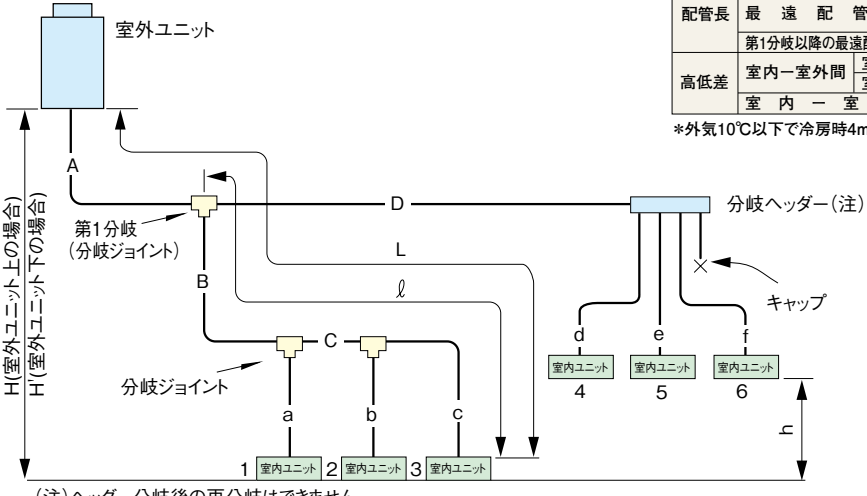 室外ユニット
配管長
最遠配管
第1分岐以降の最遠
高低差
室内ー室外間
室内ー室
*外気10℃以下で冷房時4m
A
D
分岐ヘッダー(注)
第1分岐
(分岐ジョイント)
L
B
ℓ
キャップ
H(室外ユニット上の場合)
H'(室外ユニット下の場合)
C
d
e
f
分岐ジョイント
室内ユニット
室内ユニット
室内ユニット
4
5
6
a
b
c
h
1 室内ユニット 2 室内ユニット 3 室内ユニット
(注)ヘッダー分岐後の再分岐はできません